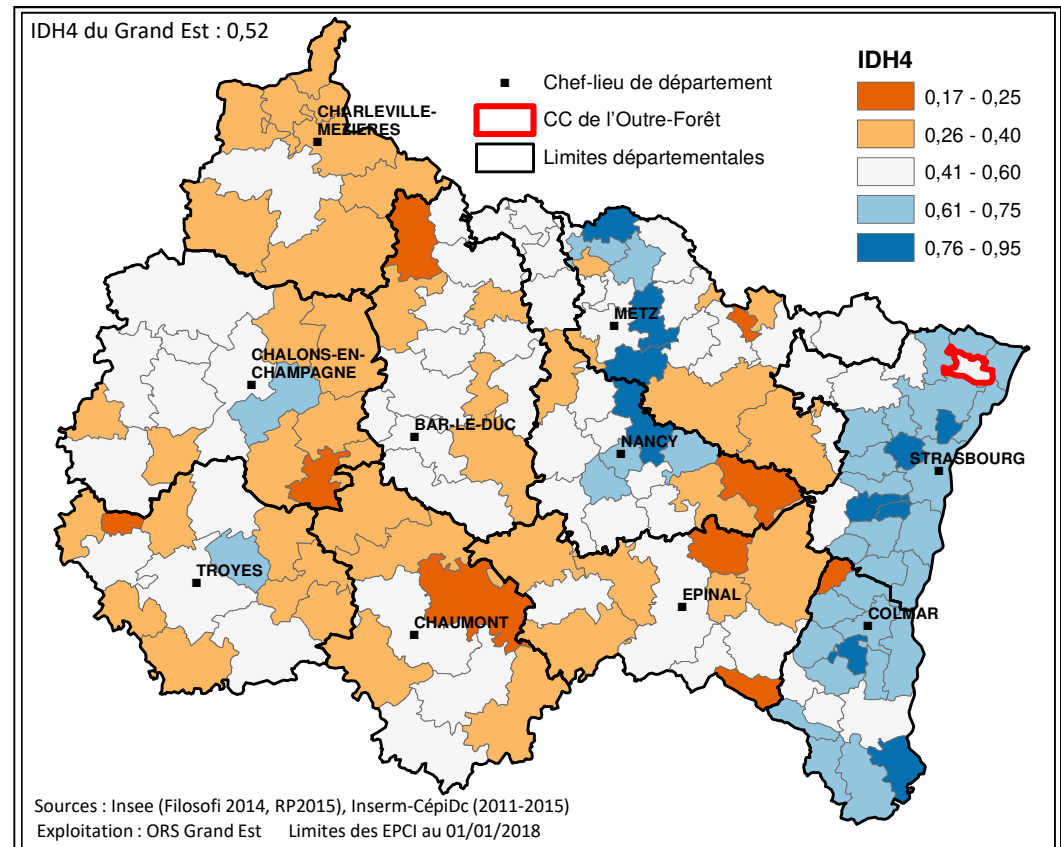 IDH4 du Grand Est : 0,52
IDH4
Chef-lieu de département
CC de l'Outre-Forêt
Limites départementales
0,17 - 0,25
0,26 - 0,40
0,41 - 0,60
0,61 - 0,75
0,76 - 0,95
CHARLEVILLE-
MEZIERES
METZ
CHALONS-EN-
CHAMPAGNE
BAR-LE-DUC
NANCY
STRASBOURG
TROYES
EPINAL
CHAUMONT
COLMAR
Sources : Insee (Filosofi 2014, RP2015), Inserm-CépiDc (2011-2015)
Exploitation : ORS Grand Est Limites des EPCI au 01/01/2018